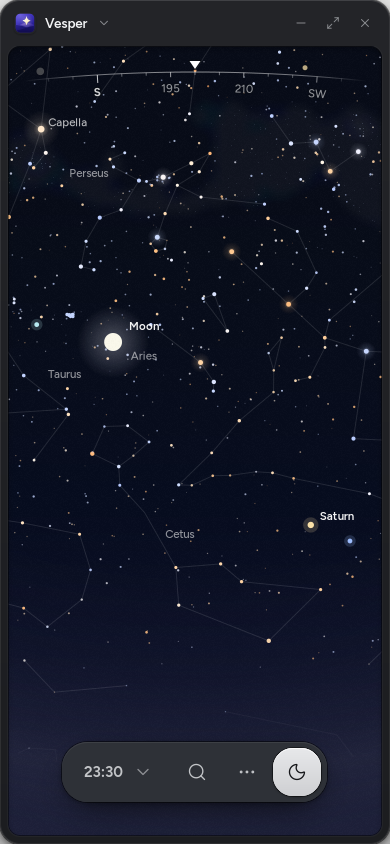 Vesper
S
195
210
SW
Capella
Perseus
Moon
Aries
Taurus
Saturn
Cetus
23:30